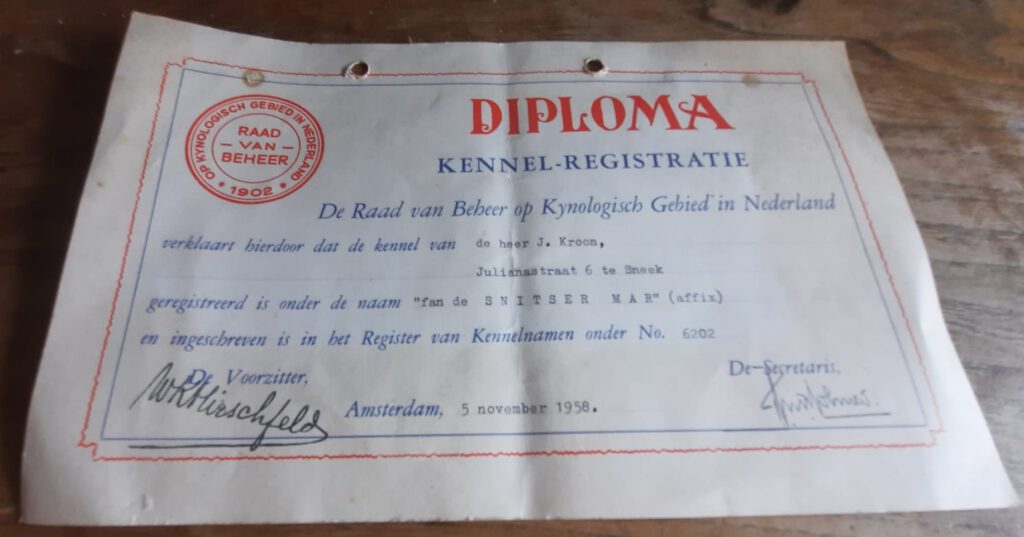 OP KYNOLOGISCH GEBIED IN NEDERLAND
RAAD
– VAN –
BEHEER
* 1902 *
DIPLOMA
KENNEL-REGISTRATIE
De Raad van Beheer op Kynologisch Gebied in Nederland
verklaart hierdoor dat de kennel van de heer J. Kroon,
Julianastraat 6 te Sneek
geregistreerd is onder de naam "fan de SNITSER MAR" (affix)
en ingeschreven is in het Register van Kennelnamen onder No. 6202
De Voorzitter,
De Secretaris,
Hirschfeld
Amsterdam, 5 november 1958.